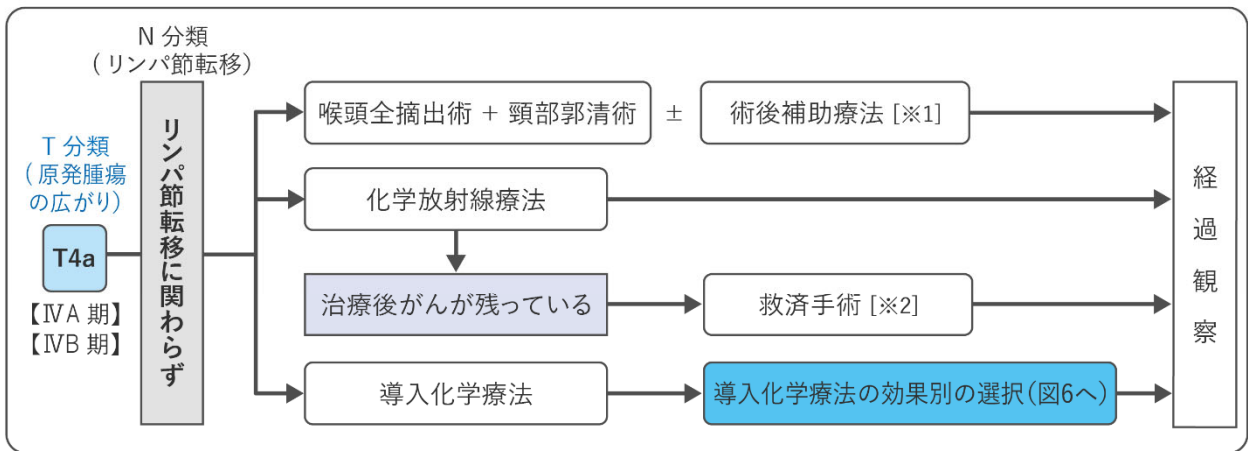 N 分類
(リンパ節転移)
T 分類
(原発腫瘍
の広がり)
T4a
【ⅣA 期】
【ⅣB 期】
リンパ節転移に関わらず
喉頭全摘出術 + 頸部郭清術
±
術後補助療法 [※1]
化学放射線療法
治療後がんが残っている
救済手術 [※2]
導入化学療法
導入化学療法の効果別の選択(図6へ)
経過観察